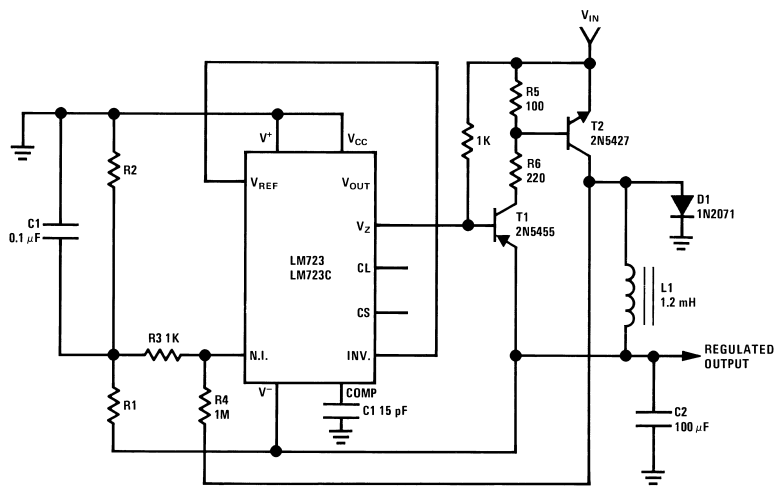 VIN
R5
100
T2
2N5427
V+
VCC
1K
R2
R6
220
VREF
VOUT
D1
1N2071
C1
0.1 μF
T1
2N5455
VZ
LM723
LM723C
CL
L1
1.2 mH
CS
R3 1K
N.I.
INV.
REGULATED
OUTPUT
R1
R4
1M
V−
COMP
C1 15 pF
C2
100 μF